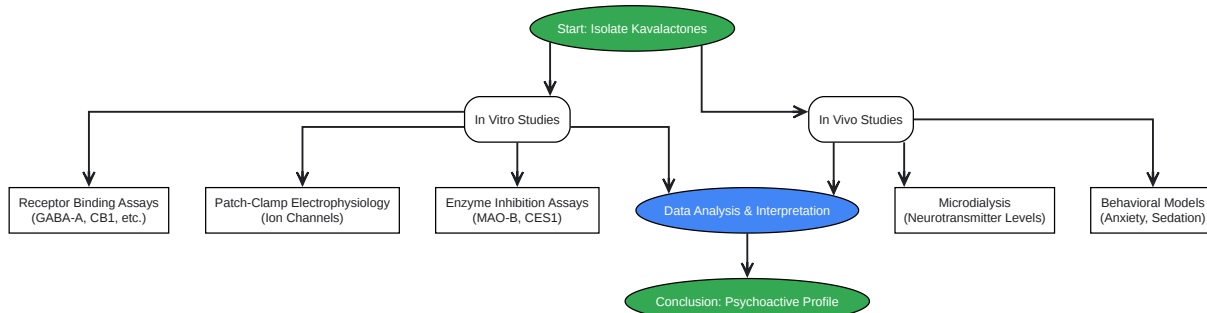 Start: Isolate Kavalactones
In Vitro Studies
In Vivo Studies
Receptor Binding Assays
(GABA-A, CB1, etc.)
Patch-Clamp Electrophysiology
(Ion Channels)
Enzyme Inhibition Assays
(MAO-B, CES1)
Data Analysis & Interpretation
Microdialysis
(Neurotransmitter Levels)
Behavioral Models
(Anxiety, Sedation)
Conclusion: Psychoactive Profile